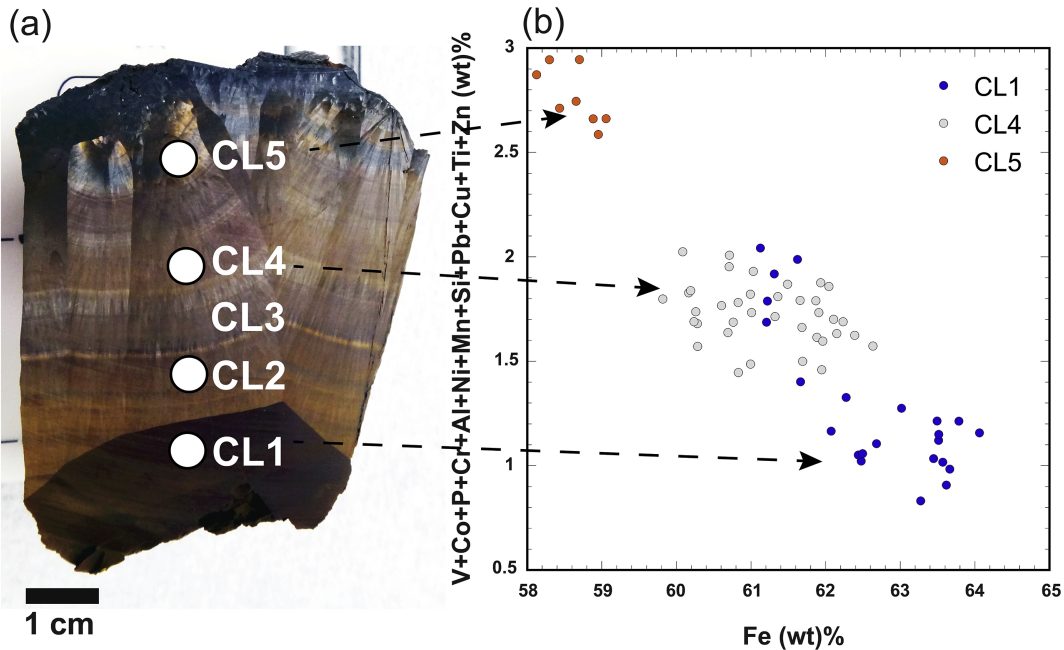 (a)
CL5
CL4
CL3
CL2
CL1
1 cm
(b)
V+Co+P+Cr+Al+Ni+Mn+Si+Pb+Cu+Ti+Zn (wt)%
3
2.5
2
1.5
1
0.5
CL1
CL4
CL5
58 59 60 61 62 63 64 65
Fe (wt)%